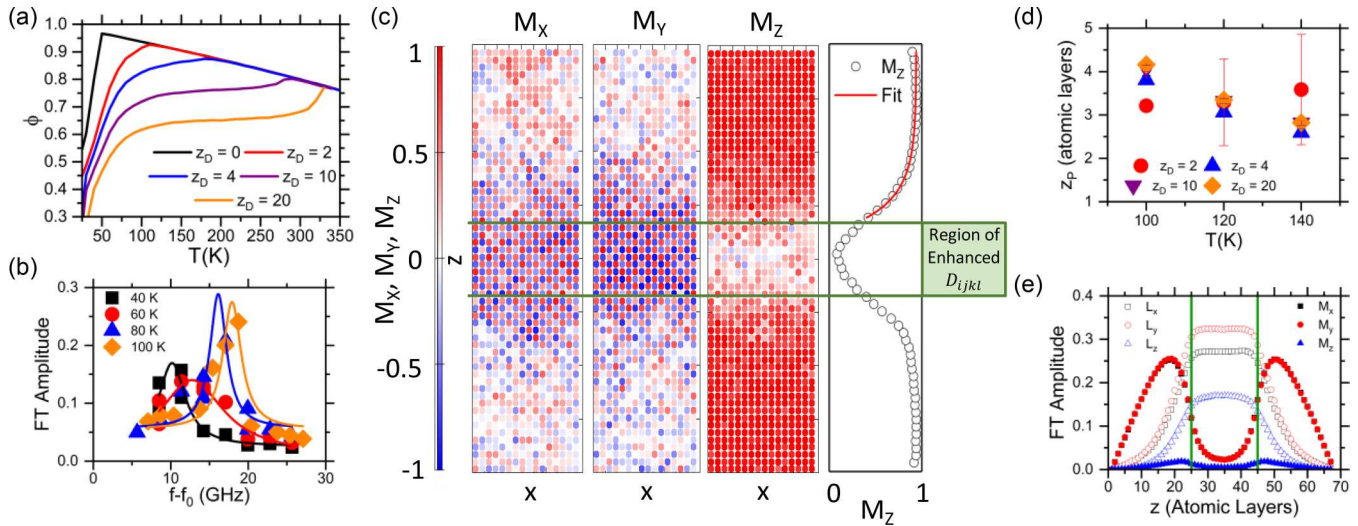 (a)
1.0
0.9
0.8
0.7
0.6
0.5
0.4
0.3
ϕ
z_D = 0
z_D = 2
z_D = 4
z_D = 10
z_D = 20
50 100 150 200 250 300 350
T(K)
(b)
0.3
0.2
0.1
0.0
FT Amplitude
40 K
60 K
80 K
100 K
0 10 20 30
f-f_0 (GHz)
(c)
M_X M_Y M_Z
1
0.5
0
-0.5
-1
M_X, M_Y, M_Z
z
x x x
M_Z
Fit
Region of
Enhanced
D_ijkl
0 1
M_Z
(d)
6
5
4
3
2
1
z_P (atomic layers)
z_D = 2
z_D = 4
z_D = 10
z_D = 20
100 120 140
T(K)
(e)
0.4
0.3
0.2
0.1
0.0
FT Amplitude
L_x
L_y
L_z
M_x
M_y
M_z
0 10 20 30 40 50 60 70
z (Atomic Layers)